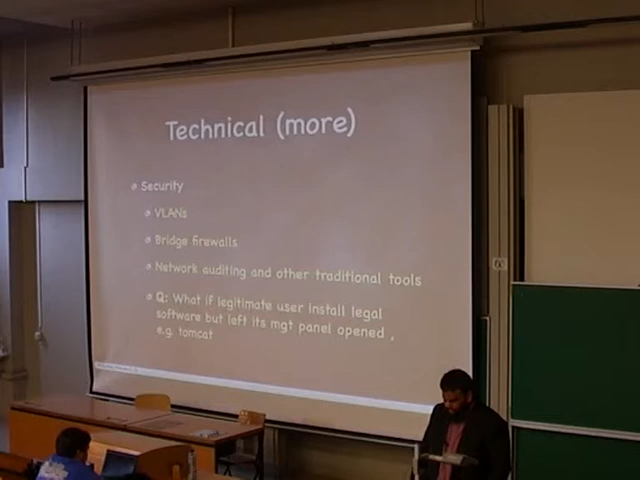 Technical (more)
Security
VLANs
Bridge firewalls
Network auditing and other traditional tools
Q: What if legitimate user install legal
software but left its mgt panel opened ,
e.g. tomcat